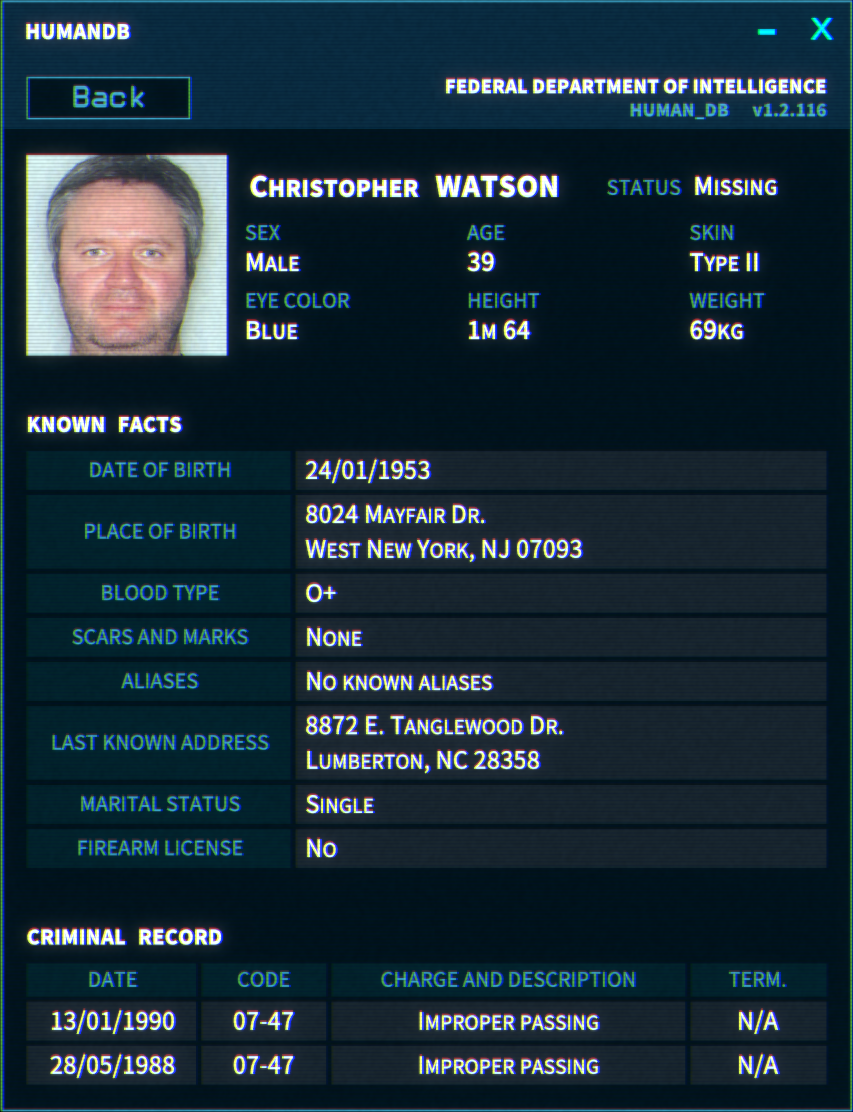 HUMANDB
– X
Back
FEDERAL DEPARTMENT OF INTELLIGENCE
HUMAN_DB v1.2.116
CHRISTOPHER WATSON STATUS MISSING
SEX AGE SKIN
MALE 39 TYPE II
EYE COLOR HEIGHT WEIGHT
BLUE 1M 64 69KG
KNOWN FACTS
DATE OF BIRTH 24/01/1953
PLACE OF BIRTH 8024 MAYFAIR DR.
WEST NEW YORK, NJ 07093
BLOOD TYPE O+
SCARS AND MARKS NONE
ALIASES NO KNOWN ALIASES
LAST KNOWN ADDRESS 8872 E. TANGLEWOOD DR.
LUMBERTON, NC 28358
MARITAL STATUS SINGLE
FIREARM LICENSE NO
CRIMINAL RECORD
DATE CODE CHARGE AND DESCRIPTION TERM.
13/01/1990 07-47 IMPROPER PASSING N/A
28/05/1988 07-47 IMPROPER PASSING N/A